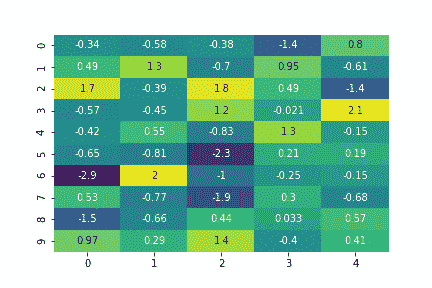 0 -0.34 -0.58 -0.38 -1.4 0.8
1 0.49 1.3 -0.7 0.95 -0.61
2 1.7 -0.39 1.8 0.49 -1.4
3 -0.57 -0.45 1.2 -0.021 2.1
4 -0.42 0.55 -0.83 1.3 -0.15
5 -0.65 -0.81 -2.3 0.21 0.19
6 -2.9 2 -1 -0.25 -0.15
7 0.53 -0.77 -1.9 0.3 -0.68
8 -1.5 -0.66 0.44 0.033 0.57
9 0.97 0.29 1.4 -0.4 0.41
0 1 2 3 4